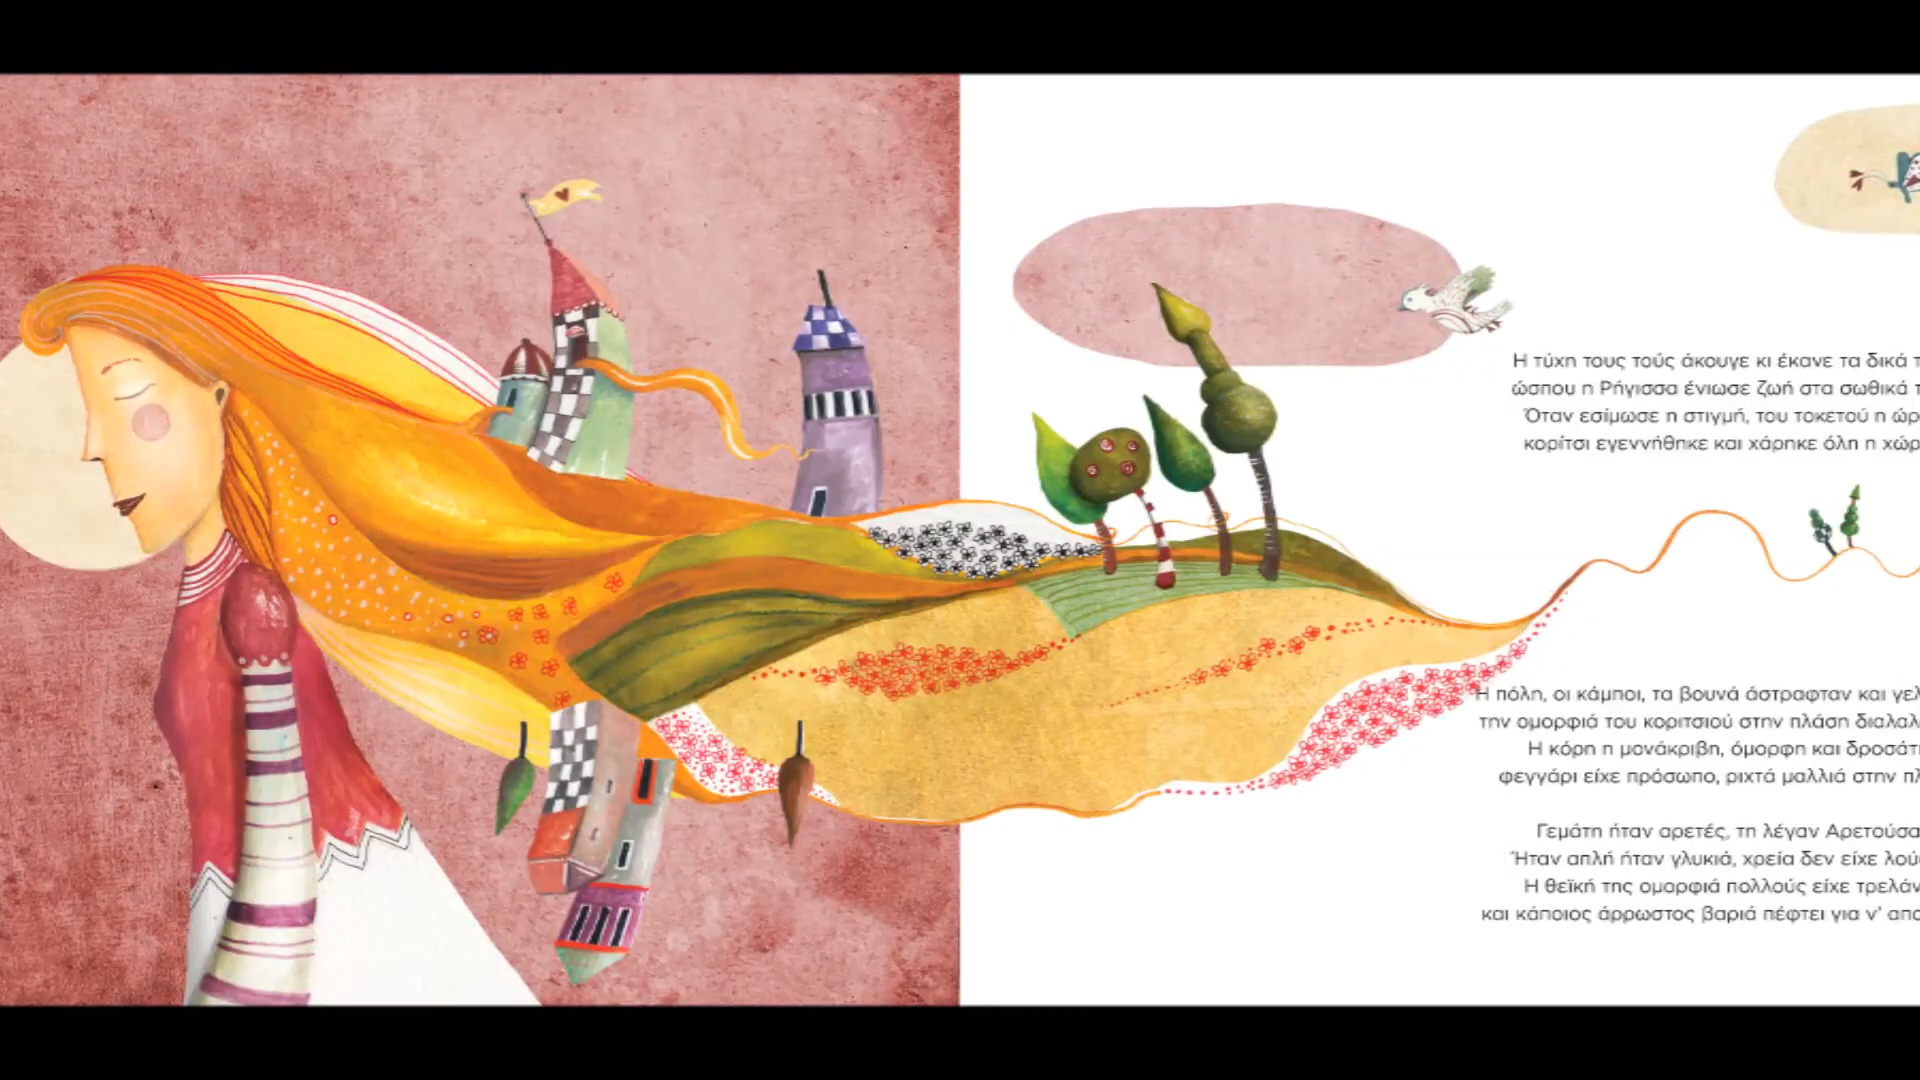 Η τύχη τους τούς άκουγε κι έκανε τα δικά
ώσπου η Ρήγισσα ένιωσε ζωή στα σωθικά
Όταν εσίμωσε η στιγμή, του τοκετού η
κορίτσι εγεννήθηκε και χάρηκε όλη η
Η πόλη, οι κάμποι, τα βουνά άστραφταν και
την ομορφιά του κοριτσιού στην πλάση
Η κόρη η μονάκριβη, όμορφη και
φεγγάρι είχε πρόσωπο, ριχτά μαλλιά στην
Γεμάτη ήταν αρετές, τη λέγαν Αρετούσα
Ήταν απλή ήταν γλυκιά, χρεία δεν είχε
Η θεϊκή της ομορφιά πολλούς είχε
και κάποιος άρρωστος βαριά πέφτει για ν'